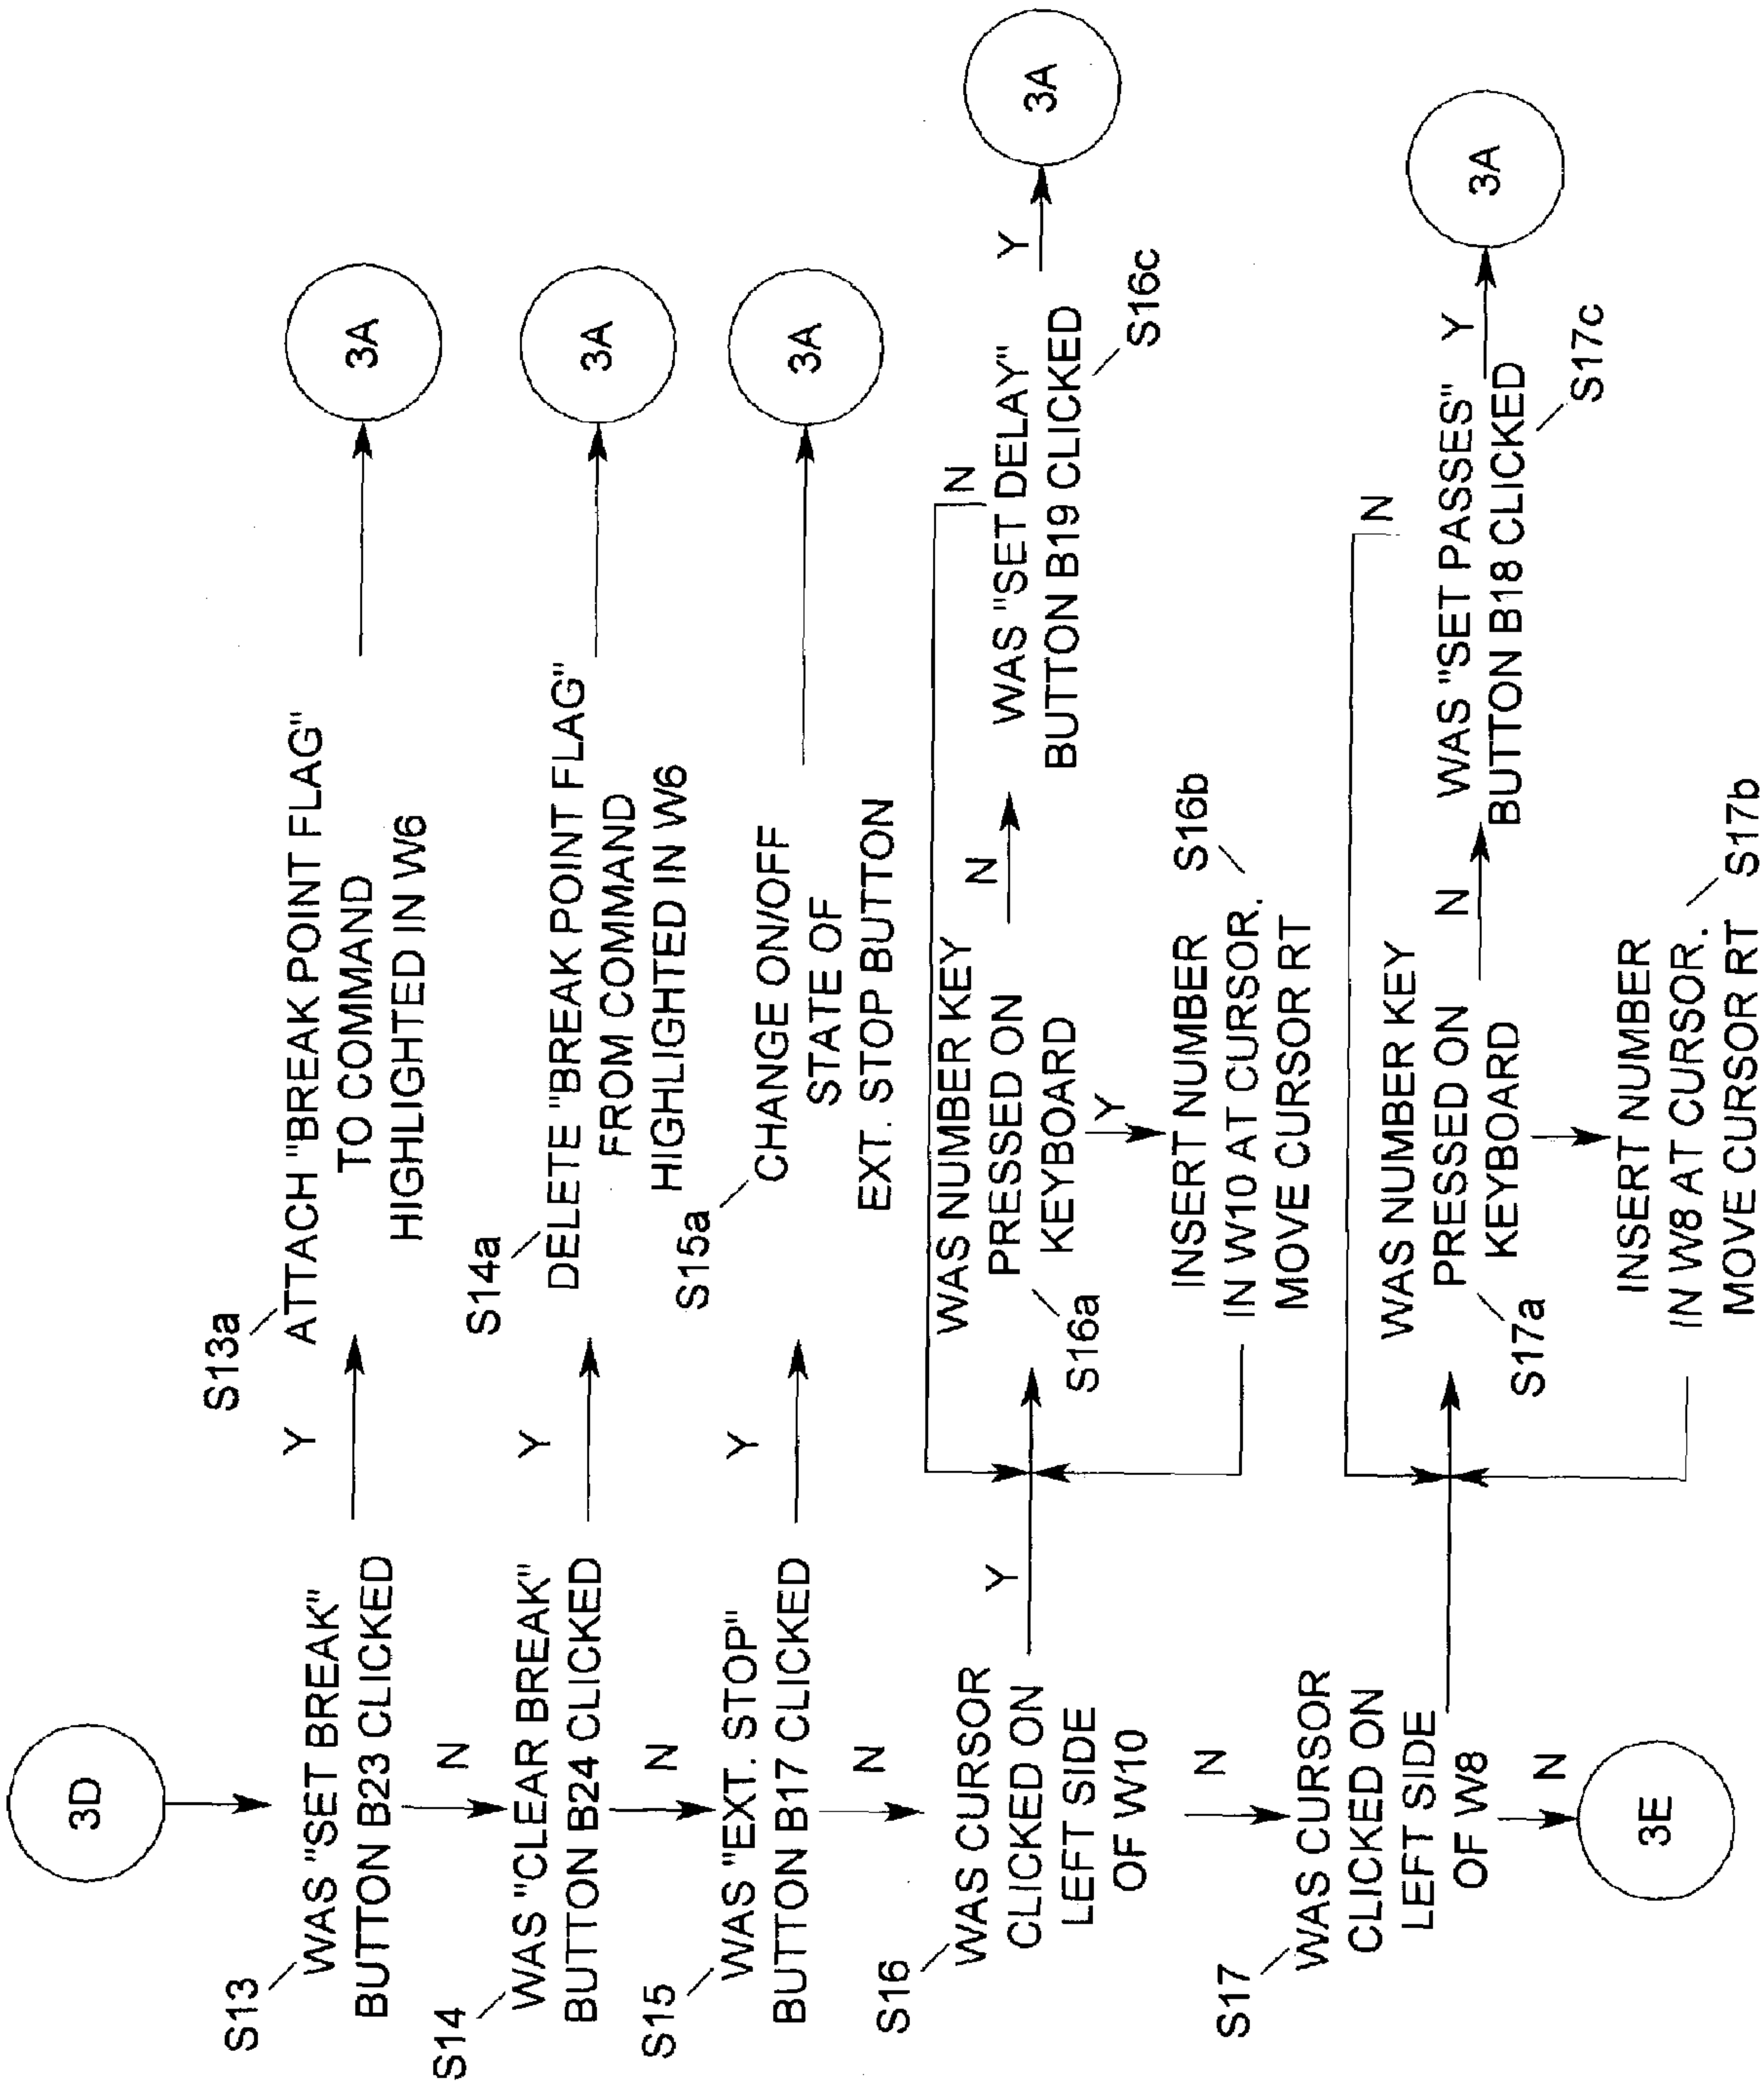 3D
S13
WAS "SET BREAK"
BUTTON B23 CLICKED
Y
S13a
ATTACH "BREAK POINT FLAG"
TO COMMAND
HIGHLIGHTED IN W6
3A
N
S14
WAS "CLEAR BREAK"
BUTTON B24 CLICKED
Y
S14a
DELETE "BREAK POINT FLAG"
FROM COMMAND
HIGHLIGHTED IN W6
3A
N
S15
WAS "EXT. STOP"
BUTTON B17 CLICKED
Y
S15a
CHANGE ON/OFF
STATE OF
EXT. STOP BUTTON
3A
N
S16
WAS CURSOR
CLICKED ON
LEFT SIDE
OF W10
Y
WAS NUMBER KEY
PRESSED ON
KEYBOARD
S16a
N
N
WAS "SET DELAY"
BUTTON B19 CLICKED
S16c
Y
3A
Y
INSERT NUMBER
IN W10 AT CURSOR.
MOVE CURSOR RT
S16b
N
S17
WAS CURSOR
CLICKED ON
LEFT SIDE
OF W8
WAS NUMBER KEY
PRESSED ON
KEYBOARD
S17a
N
N
WAS "SET PASSES"
BUTTON B18 CLICKED
S17c
Y
3A
INSERT NUMBER
IN W8 AT CURSOR.
MOVE CURSOR RT
S17b
N
3E